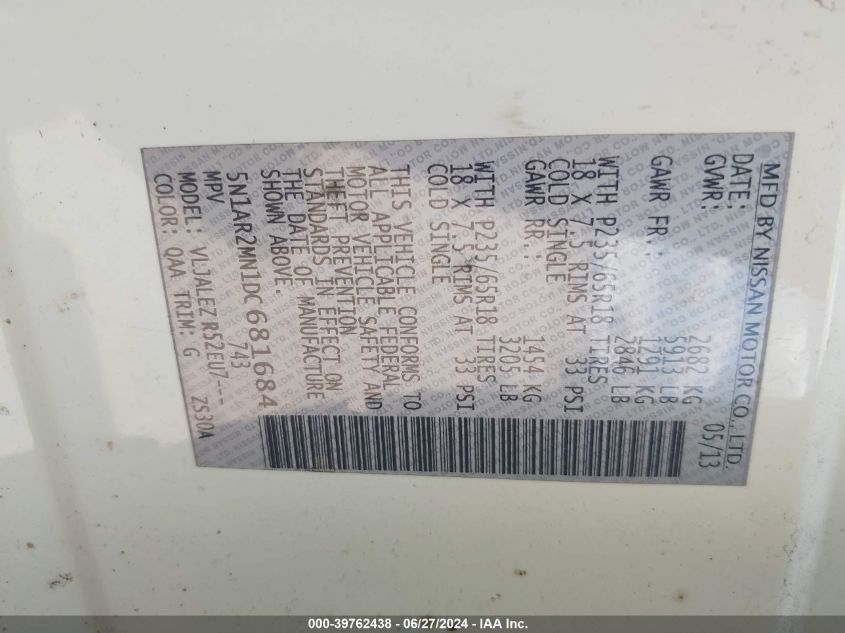 MFD BY NISSAN MOTOR CO., LTD.
DATE: 05/13
GVWR: 2682 KG
5913 LB
GAWR FR.: 1291 KG
2846 LB
WITH P235/65R18 TIRES
18 X 7.5 RIMS AT 33 PSI
COLD SINGLE
GAWR RR.: 1454 KG
3205 LB
WITH P235/65R18 TIRES
18 X 7.5 RIMS AT 33 PSI
COLD SINGLE
THIS VEHICLE CONFORMS TO
ALL APPLICABLE FEDERAL
MOTOR VEHICLE SAFETY AND
THEFT PREVENTION
STANDARDS IN EFFECT ON
THE DATE OF MANUFACTURE
SHOWN ABOVE
5N1AR2MN1DC681684
MPV 743
MODEL: VLJALEZ R52EU7---
COLOR: QAA TRIM: G ZS30A
000-39762438 - 06/27/2024 - IAA Inc.